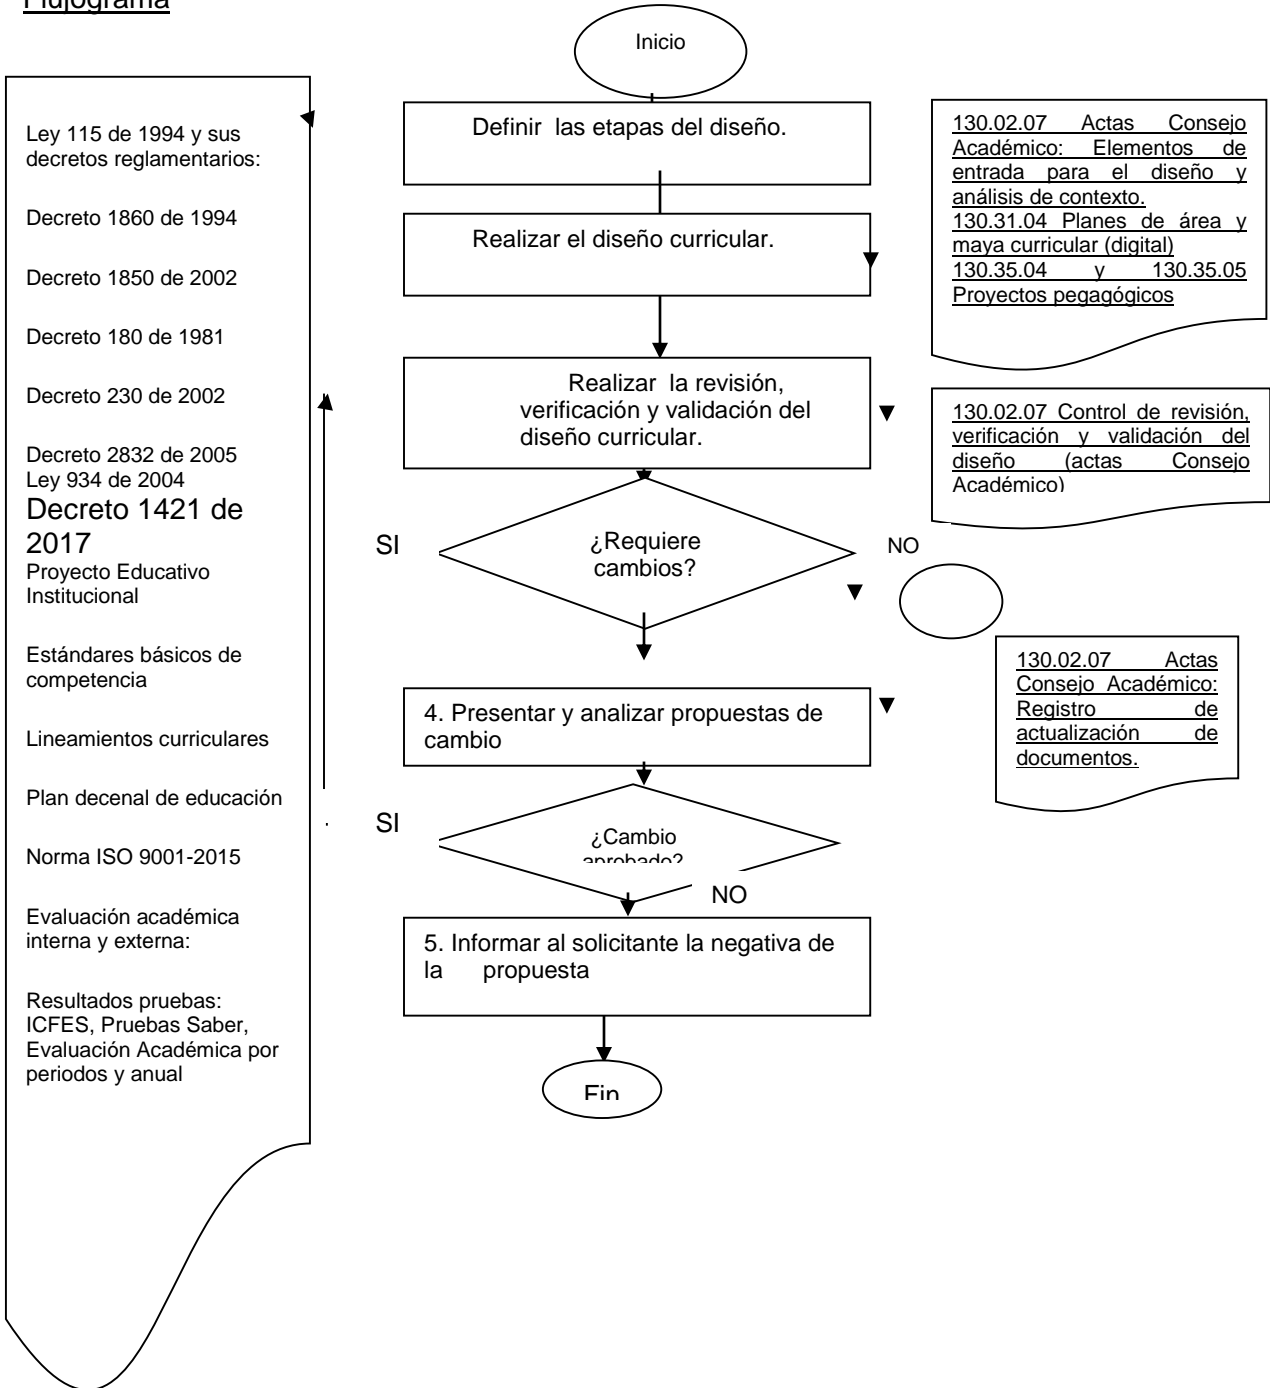 Flujograma
Inicio
Ley 115 de 1994 y sus
decretos reglamentarios:
Decreto 1860 de 1994
Decreto 1850 de 2002
Decreto 180 de 1981
Decreto 230 de 2002
Decreto 2832 de 2005
Ley 934 de 2004
Decreto 1421 de
2017
Proyecto Educativo
Institucional
Estándares básicos de
competencia
Lineamientos curriculares
Plan decenal de educación
Norma ISO 9001-2015
Evaluación académica
interna y externa:
Resultados pruebas:
ICFES, Pruebas Saber,
Evaluación Académica por
periodos y anual
Definir las etapas del diseño.
Realizar el diseño curricular.
Realizar la revisión,
verificación y validación del
diseño curricular.
SI
¿Requiere
cambios?
NO
4. Presentar y analizar propuestas de
cambio
SI
¿Cambio
aprobado?
NO
5. Informar al solicitante la negativa de
la propuesta
Fin
130.02.07 Actas Consejo
Académico: Elementos de
entrada para el diseño y
análisis de contexto.
130.31.04 Planes de área y
maya curricular (digital)
130.35.04 y 130.35.05
Proyectos pegagógicos
130.02.07 Control de revisión,
verificación y validación del
diseño (actas Consejo
Académico)
130.02.07 Actas
Consejo Académico:
Registro de
actualización de
documentos.